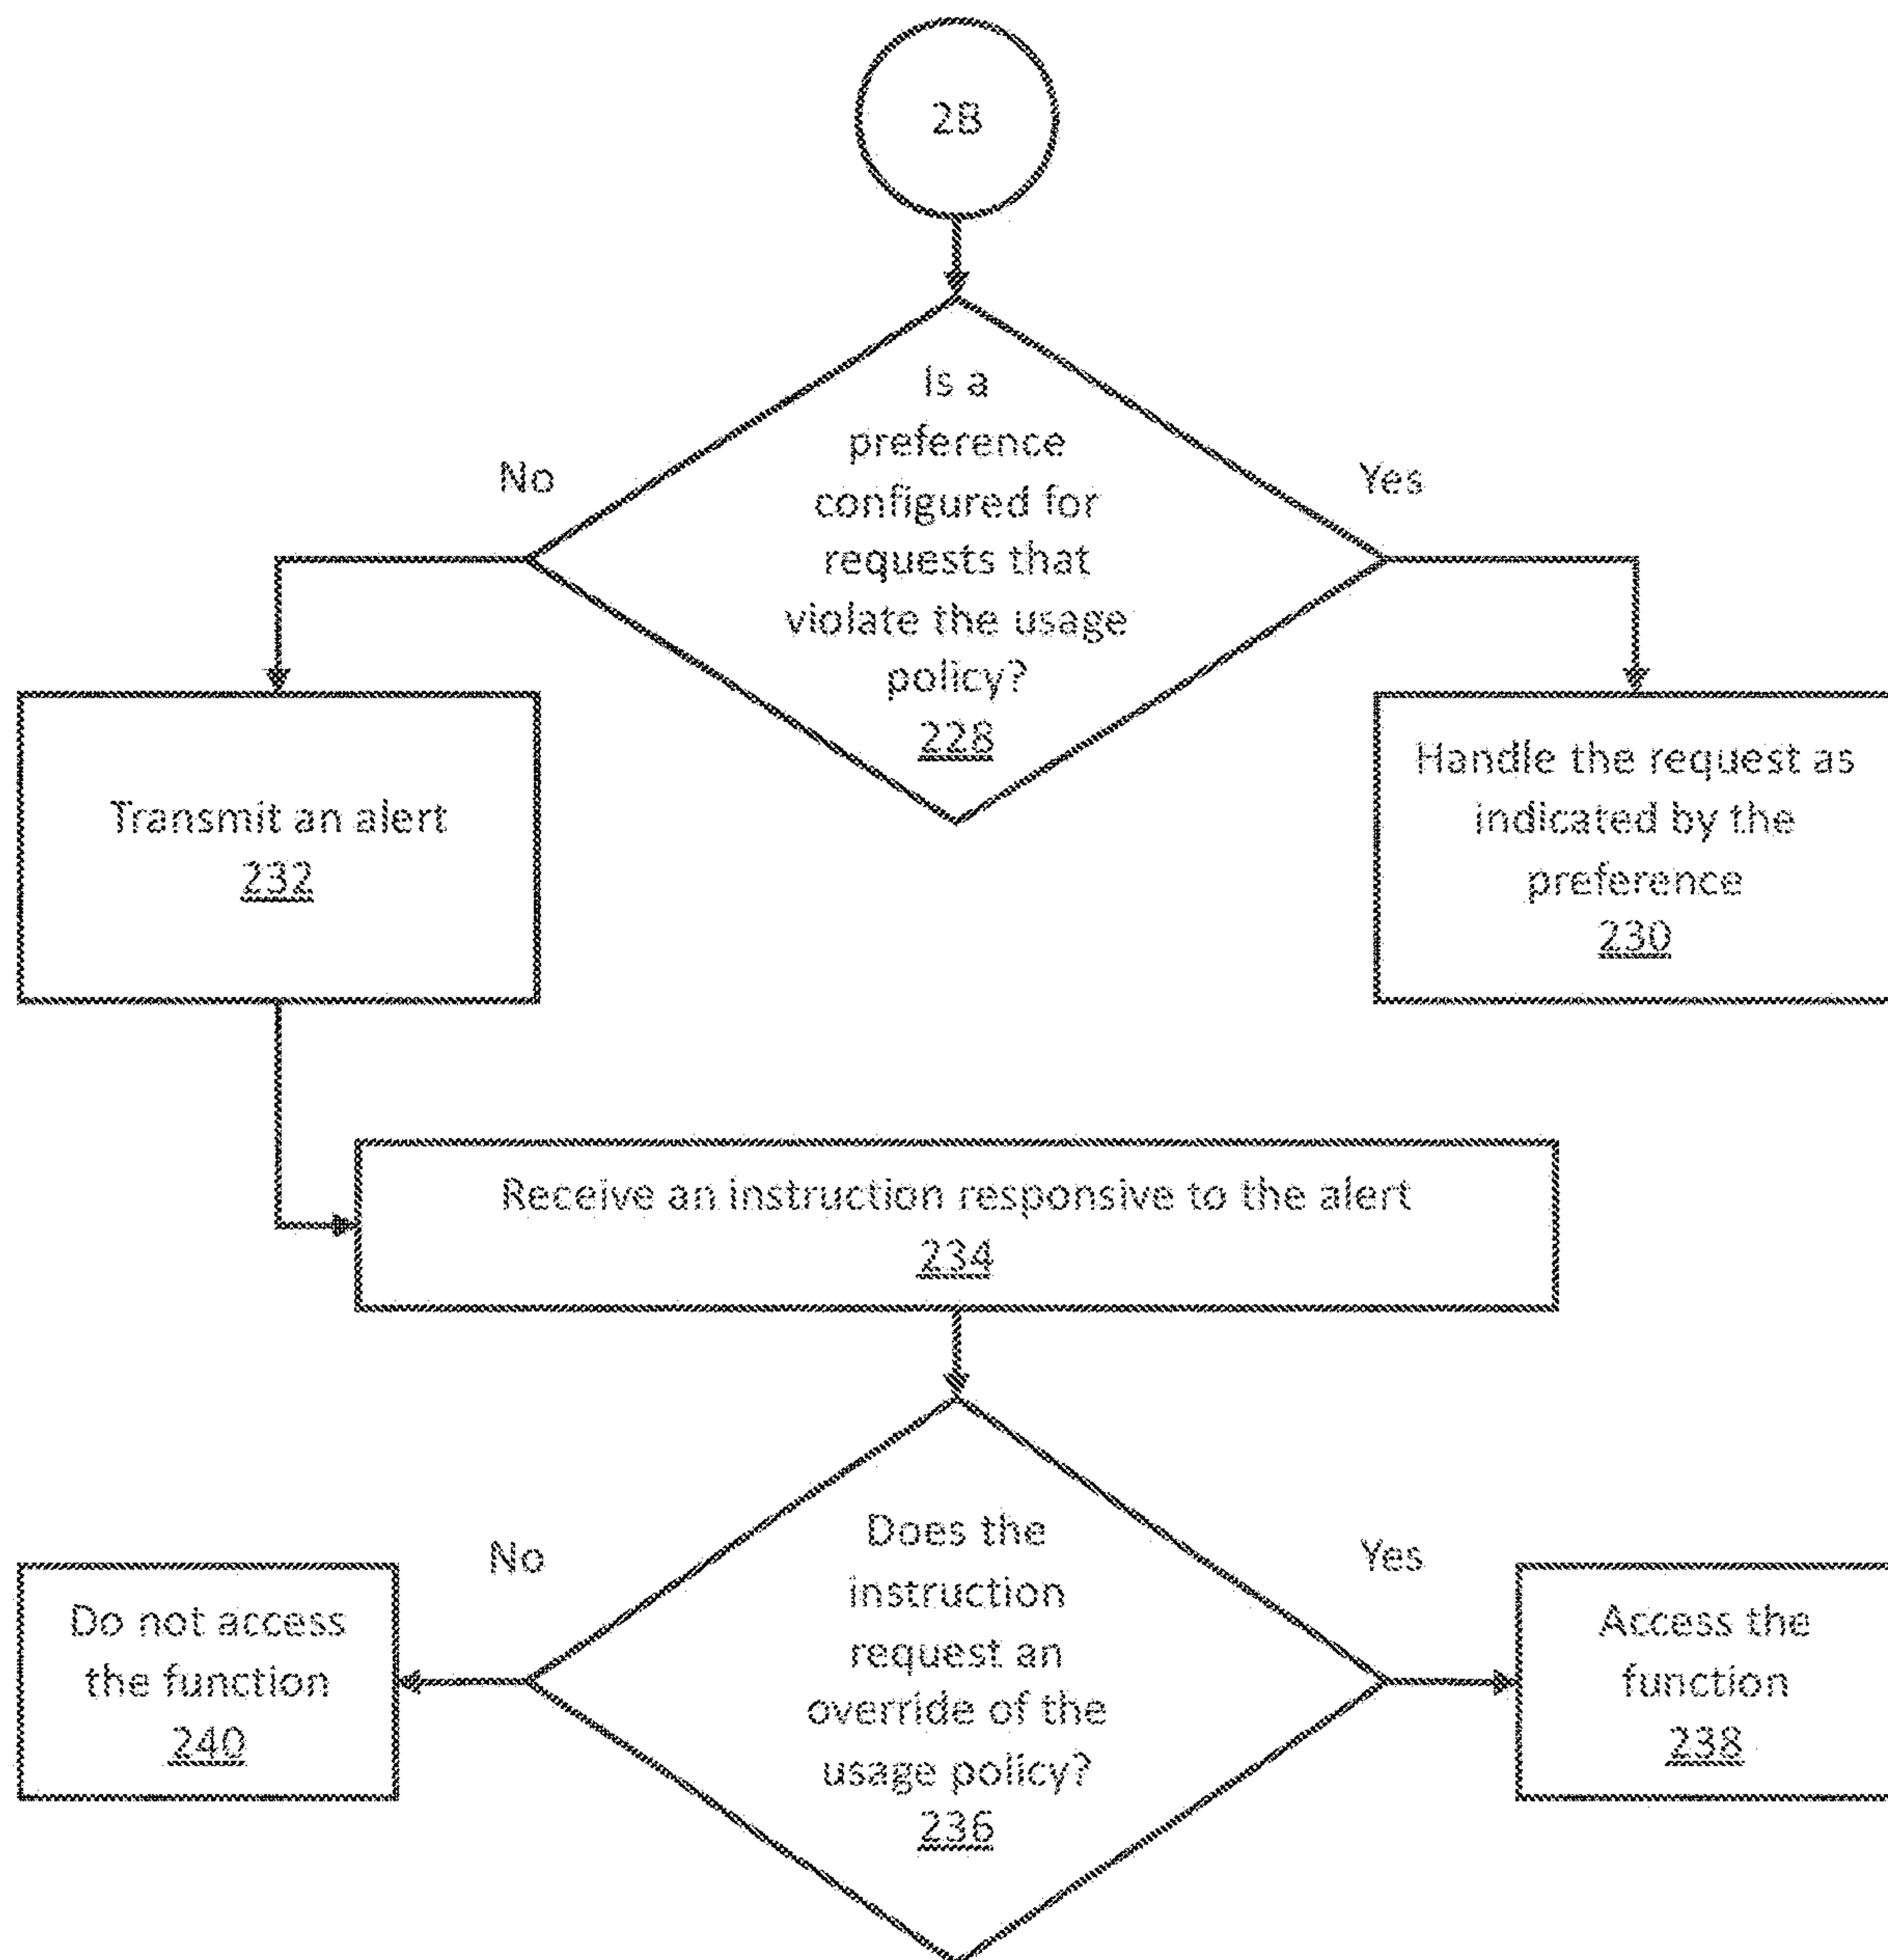 2B
Is a
preference
configured for
requests that
violate the usage
policy?
228
No
Yes
Transmit an alert
232
Handle the request as
indicated by the
preference
230
Receive an instruction responsive to the alert
234
Does the
instruction
request an
override of the
usage policy?
236
No
Yes
Do not access
the function
240
Access the
function
238